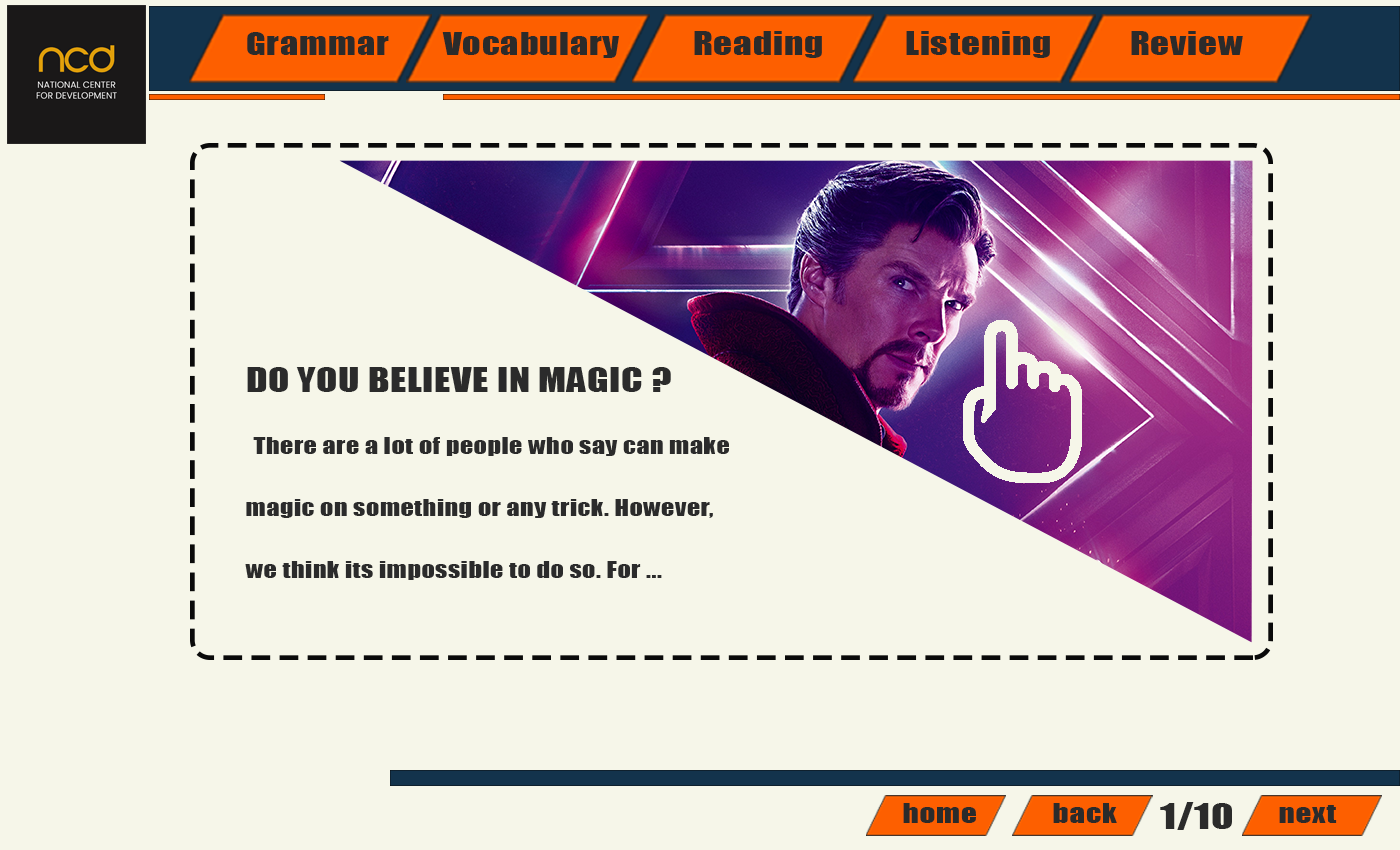 ncd
NATIONAL CENTER
FOR DEVELOPMENT
Grammar
Vocabulary
Reading
Listening
Review
DO YOU BELIEVE IN MAGIC ?
There are a lot of people who say can make
magic on something or any trick. However,
we think its impossible to do so. For ...
home
back
1/10
next